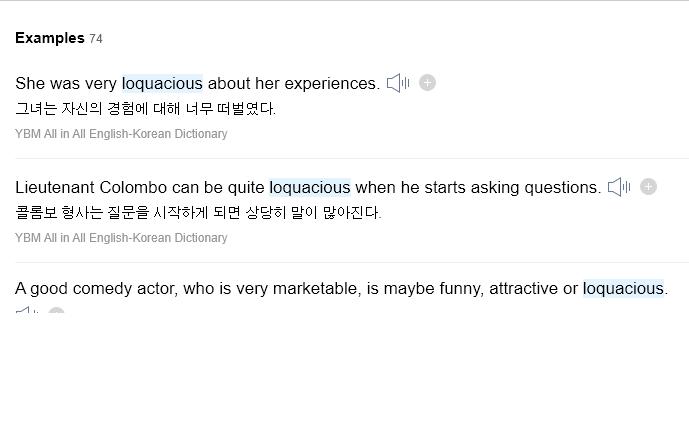 Examples 74
She was very loquacious about her experiences.
그녀는 자신의 경험에 대해 너무 떠벌였다.
YBM All in All English-Korean Dictionary
Lieutenant Colombo can be quite loquacious when he starts asking questions.
콜롬보 형사는 질문을 시작하게 되면 상당히 말이 많아진다.
YBM All in All English-Korean Dictionary
A good comedy actor, who is very marketable, is maybe funny, attractive or loquacious.